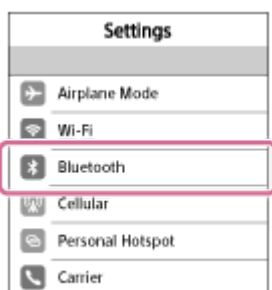 Settings
Airplane Mode
Wi-Fi
Bluetooth
Cellular
Personal Hotspot
Carrier